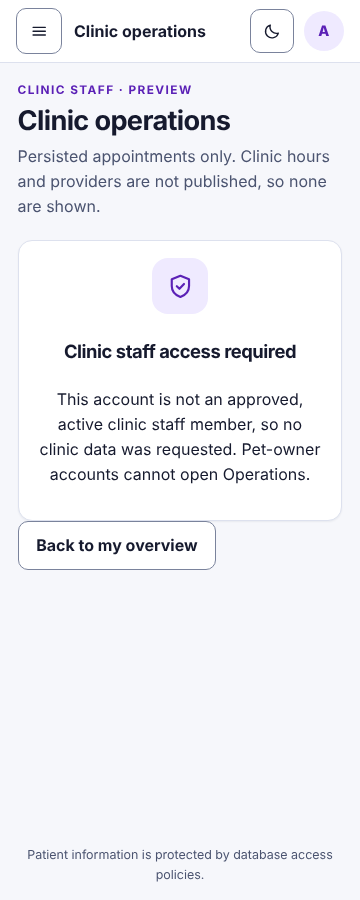 Clinic operations
A
CLINIC STAFF · PREVIEW
Clinic operations
Persisted appointments only. Clinic hours
and providers are not published, so none
are shown.
Clinic staff access required
This account is not an approved,
active clinic staff member, so no
clinic data was requested. Pet-owner
accounts cannot open Operations.
Back to my overview
Patient information is protected by database access
policies.